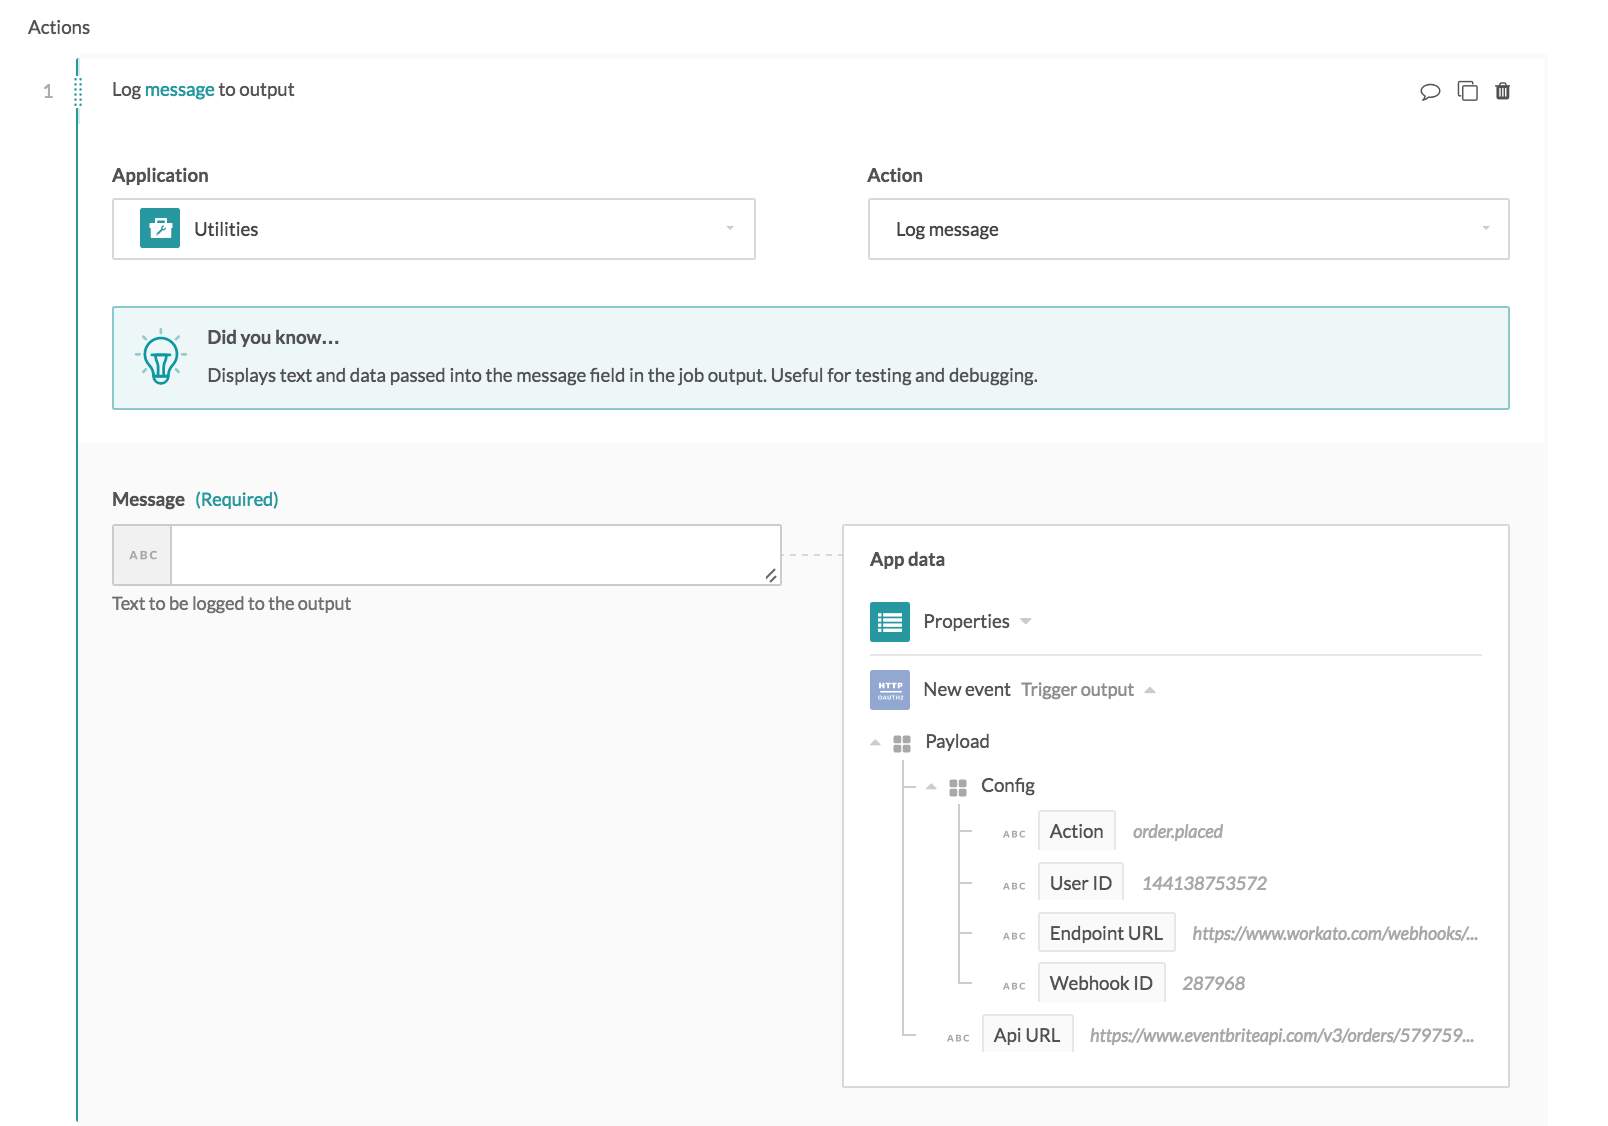 Actions
1 Log message to output
Application Action
Utilities Log message
Did you know...
Displays text and data passed into the message field in the job output. Useful for testing and debugging.
Message (Required)
ABC
Text to be logged to the output
App data
Properties
HTTP OAUTH2 New event Trigger output
Payload
Config
ABC Action order.placed
ABC User ID 144138753572
ABC Endpoint URL https://www.workato.com/webhooks/...
ABC Webhook ID 287968
ABC Api URL https://www.eventbriteapi.com/v3/orders/579759...